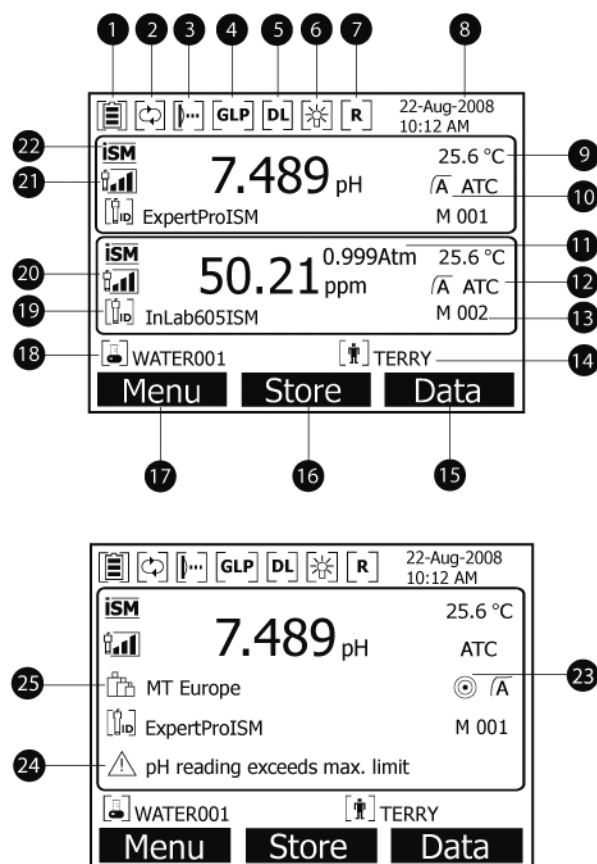 1 2 3 4 5 6 7 8
GLP DL R 22-Aug-2008
10:12 AM
22 iSM 7.489 pH 25.6 °C 9
21 A ATC 10
ID ExpertProISM M 001
iSM 0.999Atm 25.6 °C 11
20 50.21 ppm A ATC 12
19 ID InLab605ISM M 002 13
18 WATER001 TERRY 14
Menu Store Data
17 16 15
GLP DL R 22-Aug-2008
10:12 AM
iSM 7.489 pH 25.6 °C
ATC
25 MT Europe A 23
ID ExpertProISM M 001
24 pH reading exceeds max. limit
WATER001 TERRY
Menu Store Data